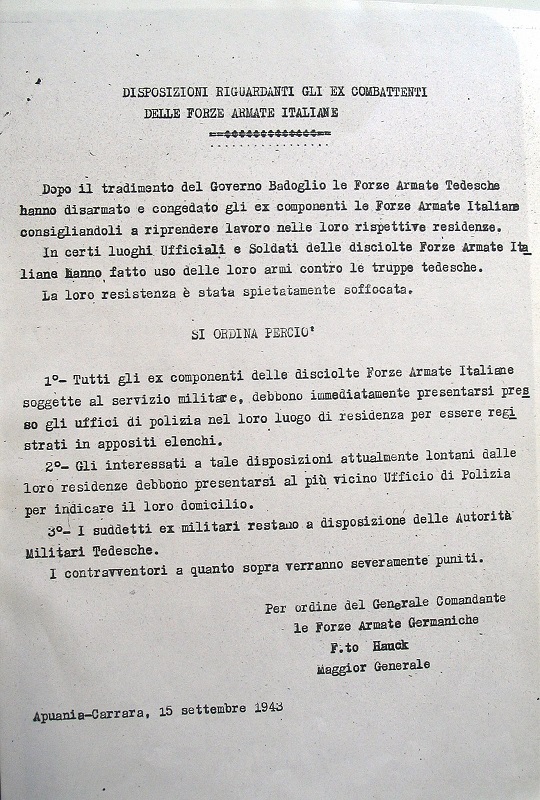 DISPOSIZIONI RIGUARDANTI GLI EX COMBATTENTI
DELLE FORZE ARMATE ITALIANE
Dopo il tradimento del Governo Badoglio le Forze Armate Tedesche
hanno disarmato e congedato gli ex componenti le Forze Armate Italiane
consigliandoli a riprendere lavoro nelle loro rispettive residenze.
In certi luoghi Ufficiali e Soldati delle disciolte Forze Armate Ita
liane hanno fatto uso delle loro armi contro le truppe tedesche.
La loro resistenza è stata spietatamente soffocata.
SI ORDINA PERCIO'
1°- Tutti gli ex componenti delle disciolte Forze Armate Italiane
soggette al servizio militare, debbono immediatamente presentarsi pres
so gli uffici di polizia nel loro luogo di residenza per essere regi
strati in appositi elenchi.
2°- Gli interessati a tale disposizioni attualmente lontani dalle
loro residenze debbono presentarsi al più vicino Ufficio di Polizia
per indicare il loro domicilio.
3°- I suddetti ex militari restano a disposizione delle Autorità
Militari Tedesche.
I contravventori a quanto sopra verranno severamente puniti.
Per ordine del Generale Comandante
le Forze Armate Germaniche
F.to Hauck
Maggior Generale
Apuania-Carrara, 15 settembre 1943